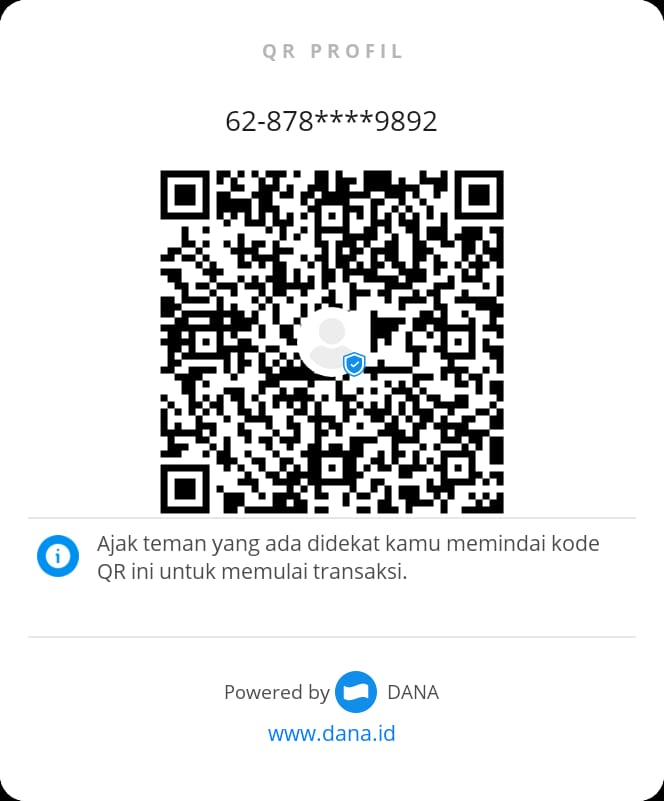 QR PROFIL
62-878****9892
Ajak teman yang ada didekat kamu memindai kode
QR ini untuk memulai transaksi.
Powered by DANA
www.dana.id